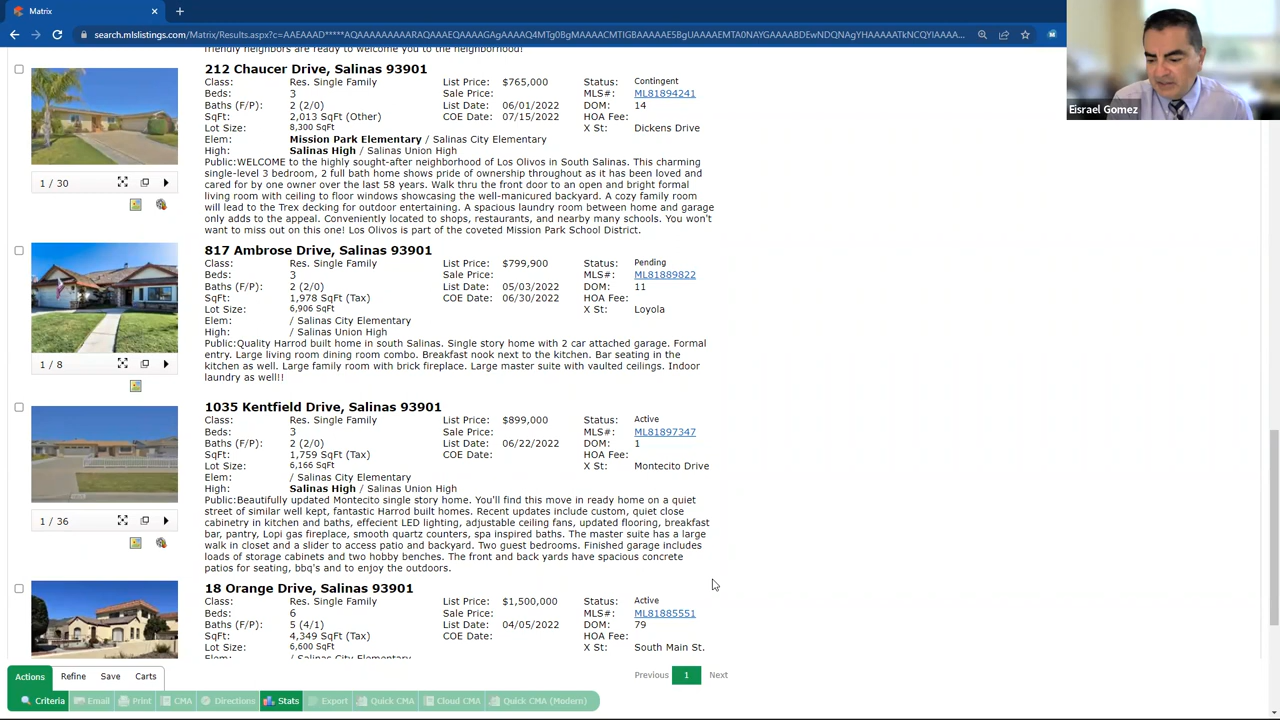 Matrix
search.mlslistings.com/Matrix/Results.aspx?c=
friendly neighbors are ready to welcome you to the neighborhood!
212 Chaucer Drive, Salinas 93901
Class: Res. Single Family List Price: $765,000 Status: Contingent
Beds: 3 Sale Price: MLS#: ML81894241
Baths (F/P): 2 (2/0) List Date: 06/01/2022 DOM: 14
SqFt: 2,013 SqFt (Other) COE Date: 07/15/2022 HOA Fee:
Lot Size: 8,300 SqFt X St: Dickens Drive
Elem: Mission Park Elementary / Salinas City Elementary
High: Salinas High / Salinas Union High
Public:WELCOME to the highly sought-after neighborhood of Los Olivos in South Salinas. This charming
single-level 3 bedroom, 2 full bath home shows pride of ownership throughout as it has been loved and
cared for by one owner over the last 58 years. Walk thru the front door to an open and bright formal
living room with ceiling to floor windows showcasing the well-manicured backyard. A cozy family room
will lead to the Trex decking for outdoor entertaining. A spacious laundry room between home and garage
only adds to the appeal. Conveniently located to shops, restaurants, and nearby many schools. You won't
want to miss out on this one! Los Olivos is part of the coveted Mission Park School District.
1 / 30
817 Ambrose Drive, Salinas 93901
Class: Res. Single Family List Price: $799,900 Status: Pending
Beds: 3 Sale Price: MLS#: ML81889822
Baths (F/P): 2 (2/0) List Date: 05/03/2022 DOM: 11
SqFt: 1,978 SqFt (Tax) COE Date: 06/30/2022 HOA Fee:
Lot Size: 6,906 SqFt X St: Loyola
Elem: / Salinas City Elementary
High: / Salinas Union High
Public:Quality Harrod built home in south Salinas. Single story home with 2 car attached garage. Formal
entry. Large living room dining room combo. Breakfast nook next to the kitchen. Bar seating in the
kitchen as well. Large family room with brick fireplace. Large master suite with vaulted ceilings. Indoor
laundry as well!!
1 / 8
1035 Kentfield Drive, Salinas 93901
Class: Res. Single Family List Price: $899,000 Status: Active
Beds: 3 Sale Price: MLS#: ML81897347
Baths (F/P): 2 (2/0) List Date: 06/22/2022 DOM: 1
SqFt: 1,759 SqFt (Tax) COE Date: HOA Fee:
Lot Size: 6,166 SqFt X St: Montecito Drive
Elem: / Salinas City Elementary
High: Salinas High / Salinas Union High
Public:Beautifully updated Montecito single story home. You'll find this move in ready home on a quiet
street of similar well kept, fantastic Harrod built homes. Recent updates include custom, quiet close
cabinetry in kitchen and baths, effecient LED lighting, adjustable ceiling fans, updated flooring, breakfast
bar, pantry, Lopi gas fireplace, smooth quartz counters, spa inspired baths. The master suite has a large
walk in closet and a slider to access patio and backyard. Two guest bedrooms. Finished garage includes
loads of storage cabinets and two hobby benches. The front and back yards have spacious concrete
patios for seating, bbq's and to enjoy the outdoors.
1 / 36
18 Orange Drive, Salinas 93901
Class: Res. Single Family List Price: $1,500,000 Status: Active
Beds: 6 Sale Price: MLS#: ML81885551
Baths (F/P): 5 (4/1) List Date: 04/05/2022 DOM: 79
SqFt: 4,349 SqFt (Tax) COE Date: HOA Fee:
Lot Size: 6,600 SqFt X St: South Main St.
Elem: / Salinas City Elementary
Actions Refine Save Carts
Previous 1 Next
Criteria Email Print CMA Directions Stats Export Quick CMA Cloud CMA Quick CMA (Modern)
Eisrael Gomez